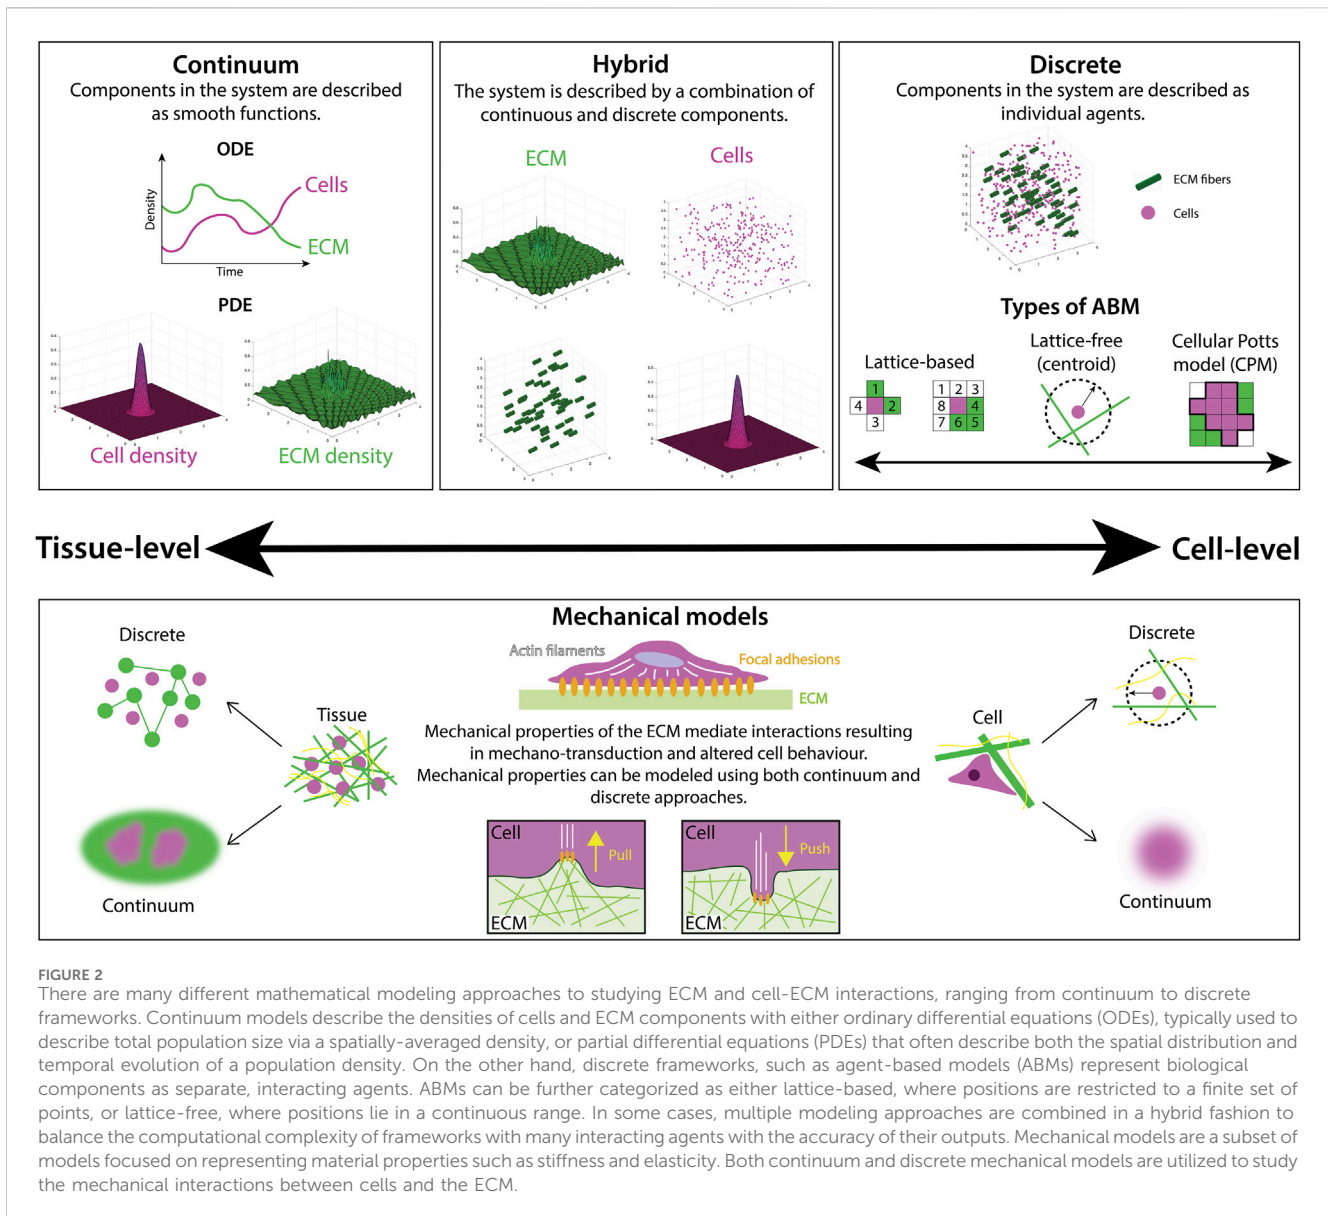 Continuum
Components in the system are described
as smooth functions.
ODE
Density
Cells
ECM
Time
PDE
Cell density
ECM density
Hybrid
The system is described by a combination of
continuous and discrete components.
ECM
Cells
Discrete
Components in the system are described as
individual agents.
ECM fibers
Cells
Types of ABM
Lattice-based
1
4 2
3
1 2 3
8 4
7 6 5
Lattice-free
(centroid)
Cellular Potts
model (CPM)
Tissue-level
Cell-level
Mechanical models
Discrete
Tissue
Continuum
Actin filaments
Focal adhesions
ECM
Mechanical properties of the ECM mediate interactions resulting
in mechano-transduction and altered cell behaviour.
Mechanical properties can be modeled using both continuum and
discrete approaches.
Cell
Pull
ECM
Cell
Push
ECM
Discrete
Cell
Continuum
FIGURE 2
There are many different mathematical modeling approaches to studying ECM and cell-ECM interactions, ranging from continuum to discrete
frameworks. Continuum models describe the densities of cells and ECM components with either ordinary differential equations (ODEs), typically used to
describe total population size via a spatially-averaged density, or partial differential equations (PDEs) that often describe both the spatial distribution and
temporal evolution of a population density. On the other hand, discrete frameworks, such as agent-based models (ABMs) represent biological
components as separate, interacting agents. ABMs can be further categorized as either lattice-based, where positions are restricted to a finite set of
points, or lattice-free, where positions lie in a continuous range. In some cases, multiple modeling approaches are combined in a hybrid fashion to
balance the computational complexity of frameworks with many interacting agents with the accuracy of their outputs. Mechanical models are a subset of
models focused on representing material properties such as stiffness and elasticity. Both continuum and discrete mechanical models are utilized to study
the mechanical interactions between cells and the ECM.